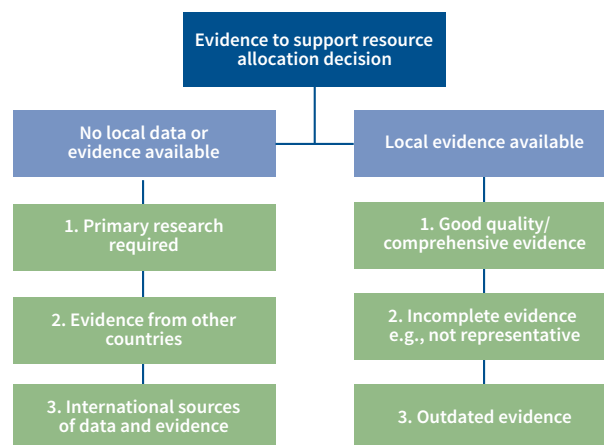 Evidence to support resource
allocation decision
No local data or
evidence available
Local evidence available
1. Primary research
required
1. Good quality/
comprehensive evidence
2. Evidence from other
countries
2. Incomplete evidence
e.g., not representative
3. International sources
of data and evidence
3. Outdated evidence